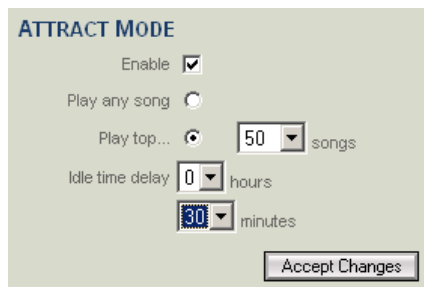 ATTRACT MODE
Enable
Play any song
Play top... 50 songs
Idle time delay 0 hours
30 minutes
Accept Changes